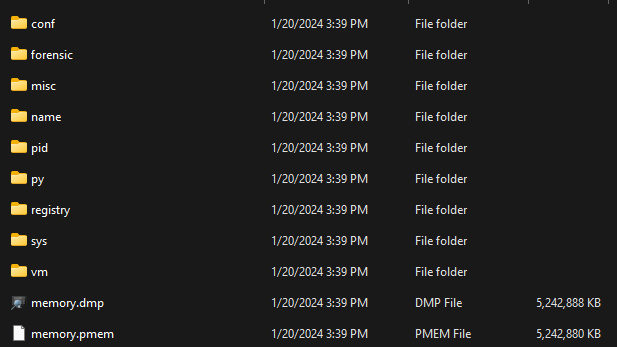 conf 1/20/2024 3:39 PM File folder
forensic 1/20/2024 3:39 PM File folder
misc 1/20/2024 3:39 PM File folder
name 1/20/2024 3:39 PM File folder
pid 1/20/2024 3:39 PM File folder
py 1/20/2024 3:39 PM File folder
registry 1/20/2024 3:39 PM File folder
sys 1/20/2024 3:39 PM File folder
vm 1/20/2024 3:39 PM File folder
memory.dmp 1/20/2024 3:39 PM DMP File 5,242,888 KB
memory.pmem 1/20/2024 3:39 PM PMEM File 5,242,880 KB